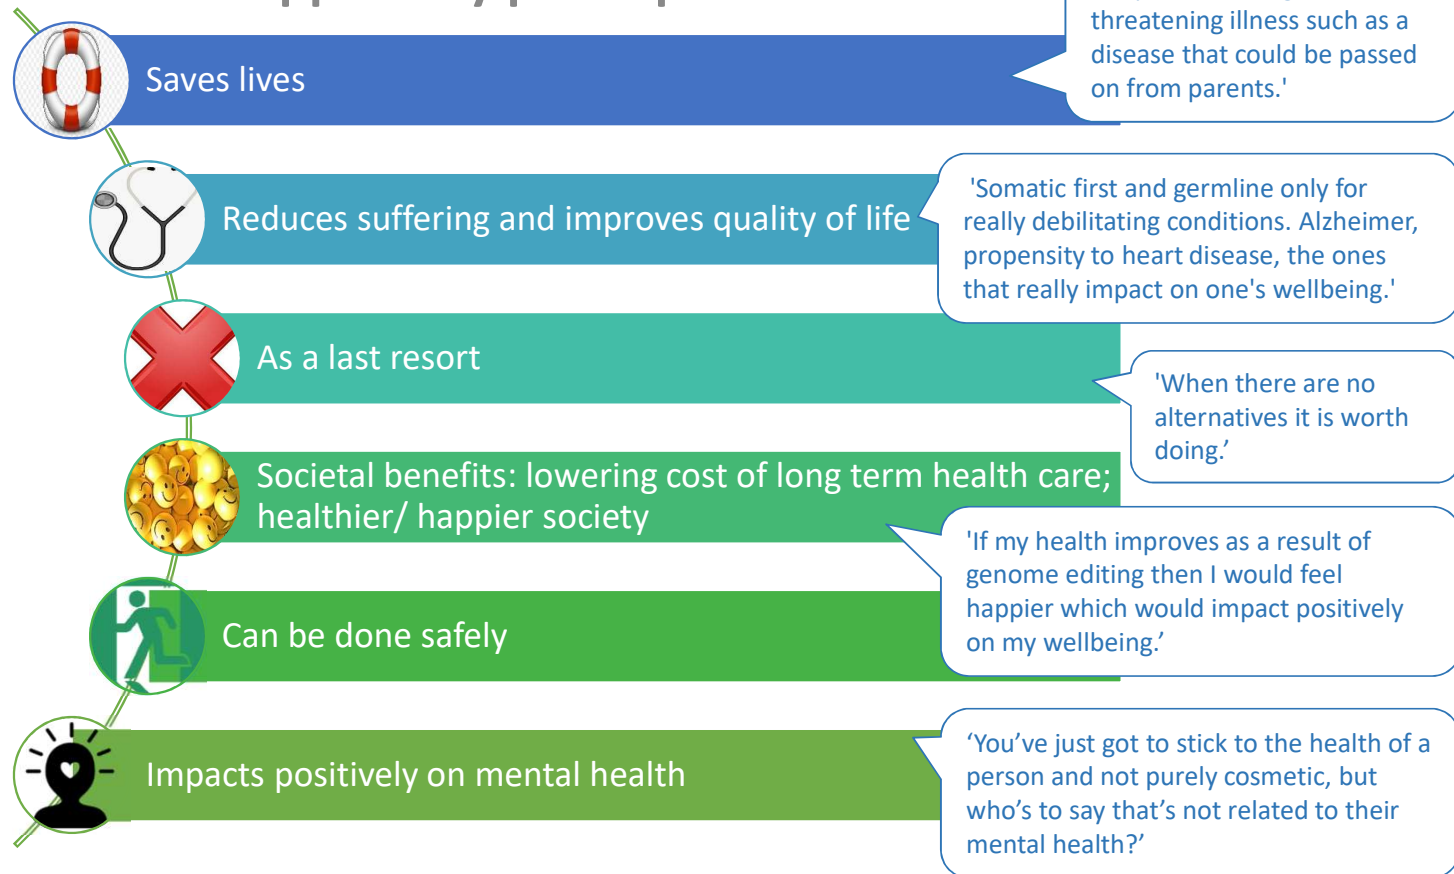 Saves lives
threatening illness such as a
disease that could be passed
on from parents.'
Reduces suffering and improves quality of life
'Somatic first and germline only for
really debilitating conditions. Alzheimer,
propensity to heart disease, the ones
that really impact on one's wellbeing.'
As a last resort
'When there are no
alternatives it is worth
doing.’
Societal benefits: lowering cost of long term health care;
healthier/ happier society
'If my health improves as a result of
genome editing then I would feel
happier which would impact positively
on my wellbeing.’
Can be done safely
Impacts positively on mental health
‘You’ve just got to stick to the health of a
person and not purely cosmetic, but
who’s to say that’s not related to their
mental health?’